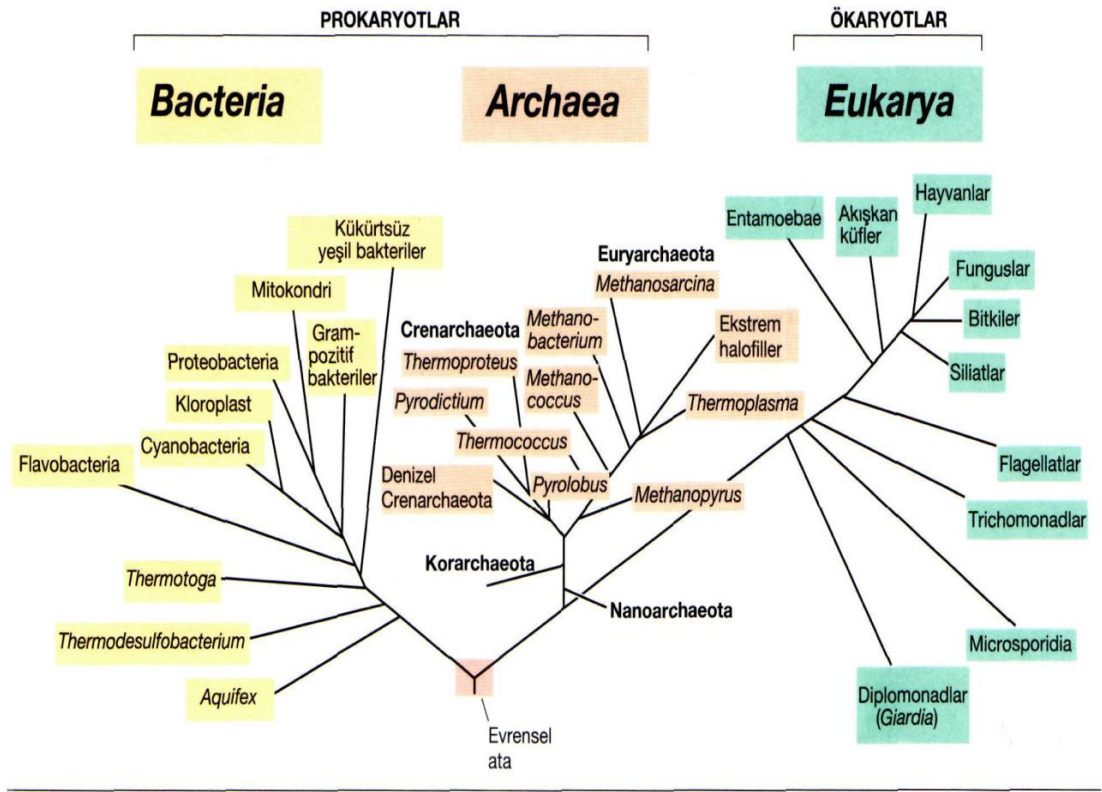 PROKARYOTLAR
ÖKARYOTLAR
Bacteria
Archaea
Eukarya
Kükürtsüz
yeşil bakteriler
Mitokondri
Gram-
pozitif
bakteriler
Proteobacteria
Kloroplast
Cyanobacteria
Flavobacteria
Thermotoga
Thermodesulfobacterium
Aquifex
Euryarchaeota
Methanosarcina
Crenarchaeota
Methano-
bacterium
Ekstrem
halofiller
Thermoproteus
Methano-
coccus
Pyrodictium
Thermoplasma
Thermococcus
Denizel
Crenarchaeota
Pyrolobus
Methanopyrus
Korarchaeota
Nanoarchaeota
Evrensel
ata
Entamoebae
Akışkan
küfler
Hayvanlar
Funguslar
Bitkiler
Siliatlar
Flagellatlar
Trichomonadlar
Microsporidia
Diplomonadlar
(Giardia)